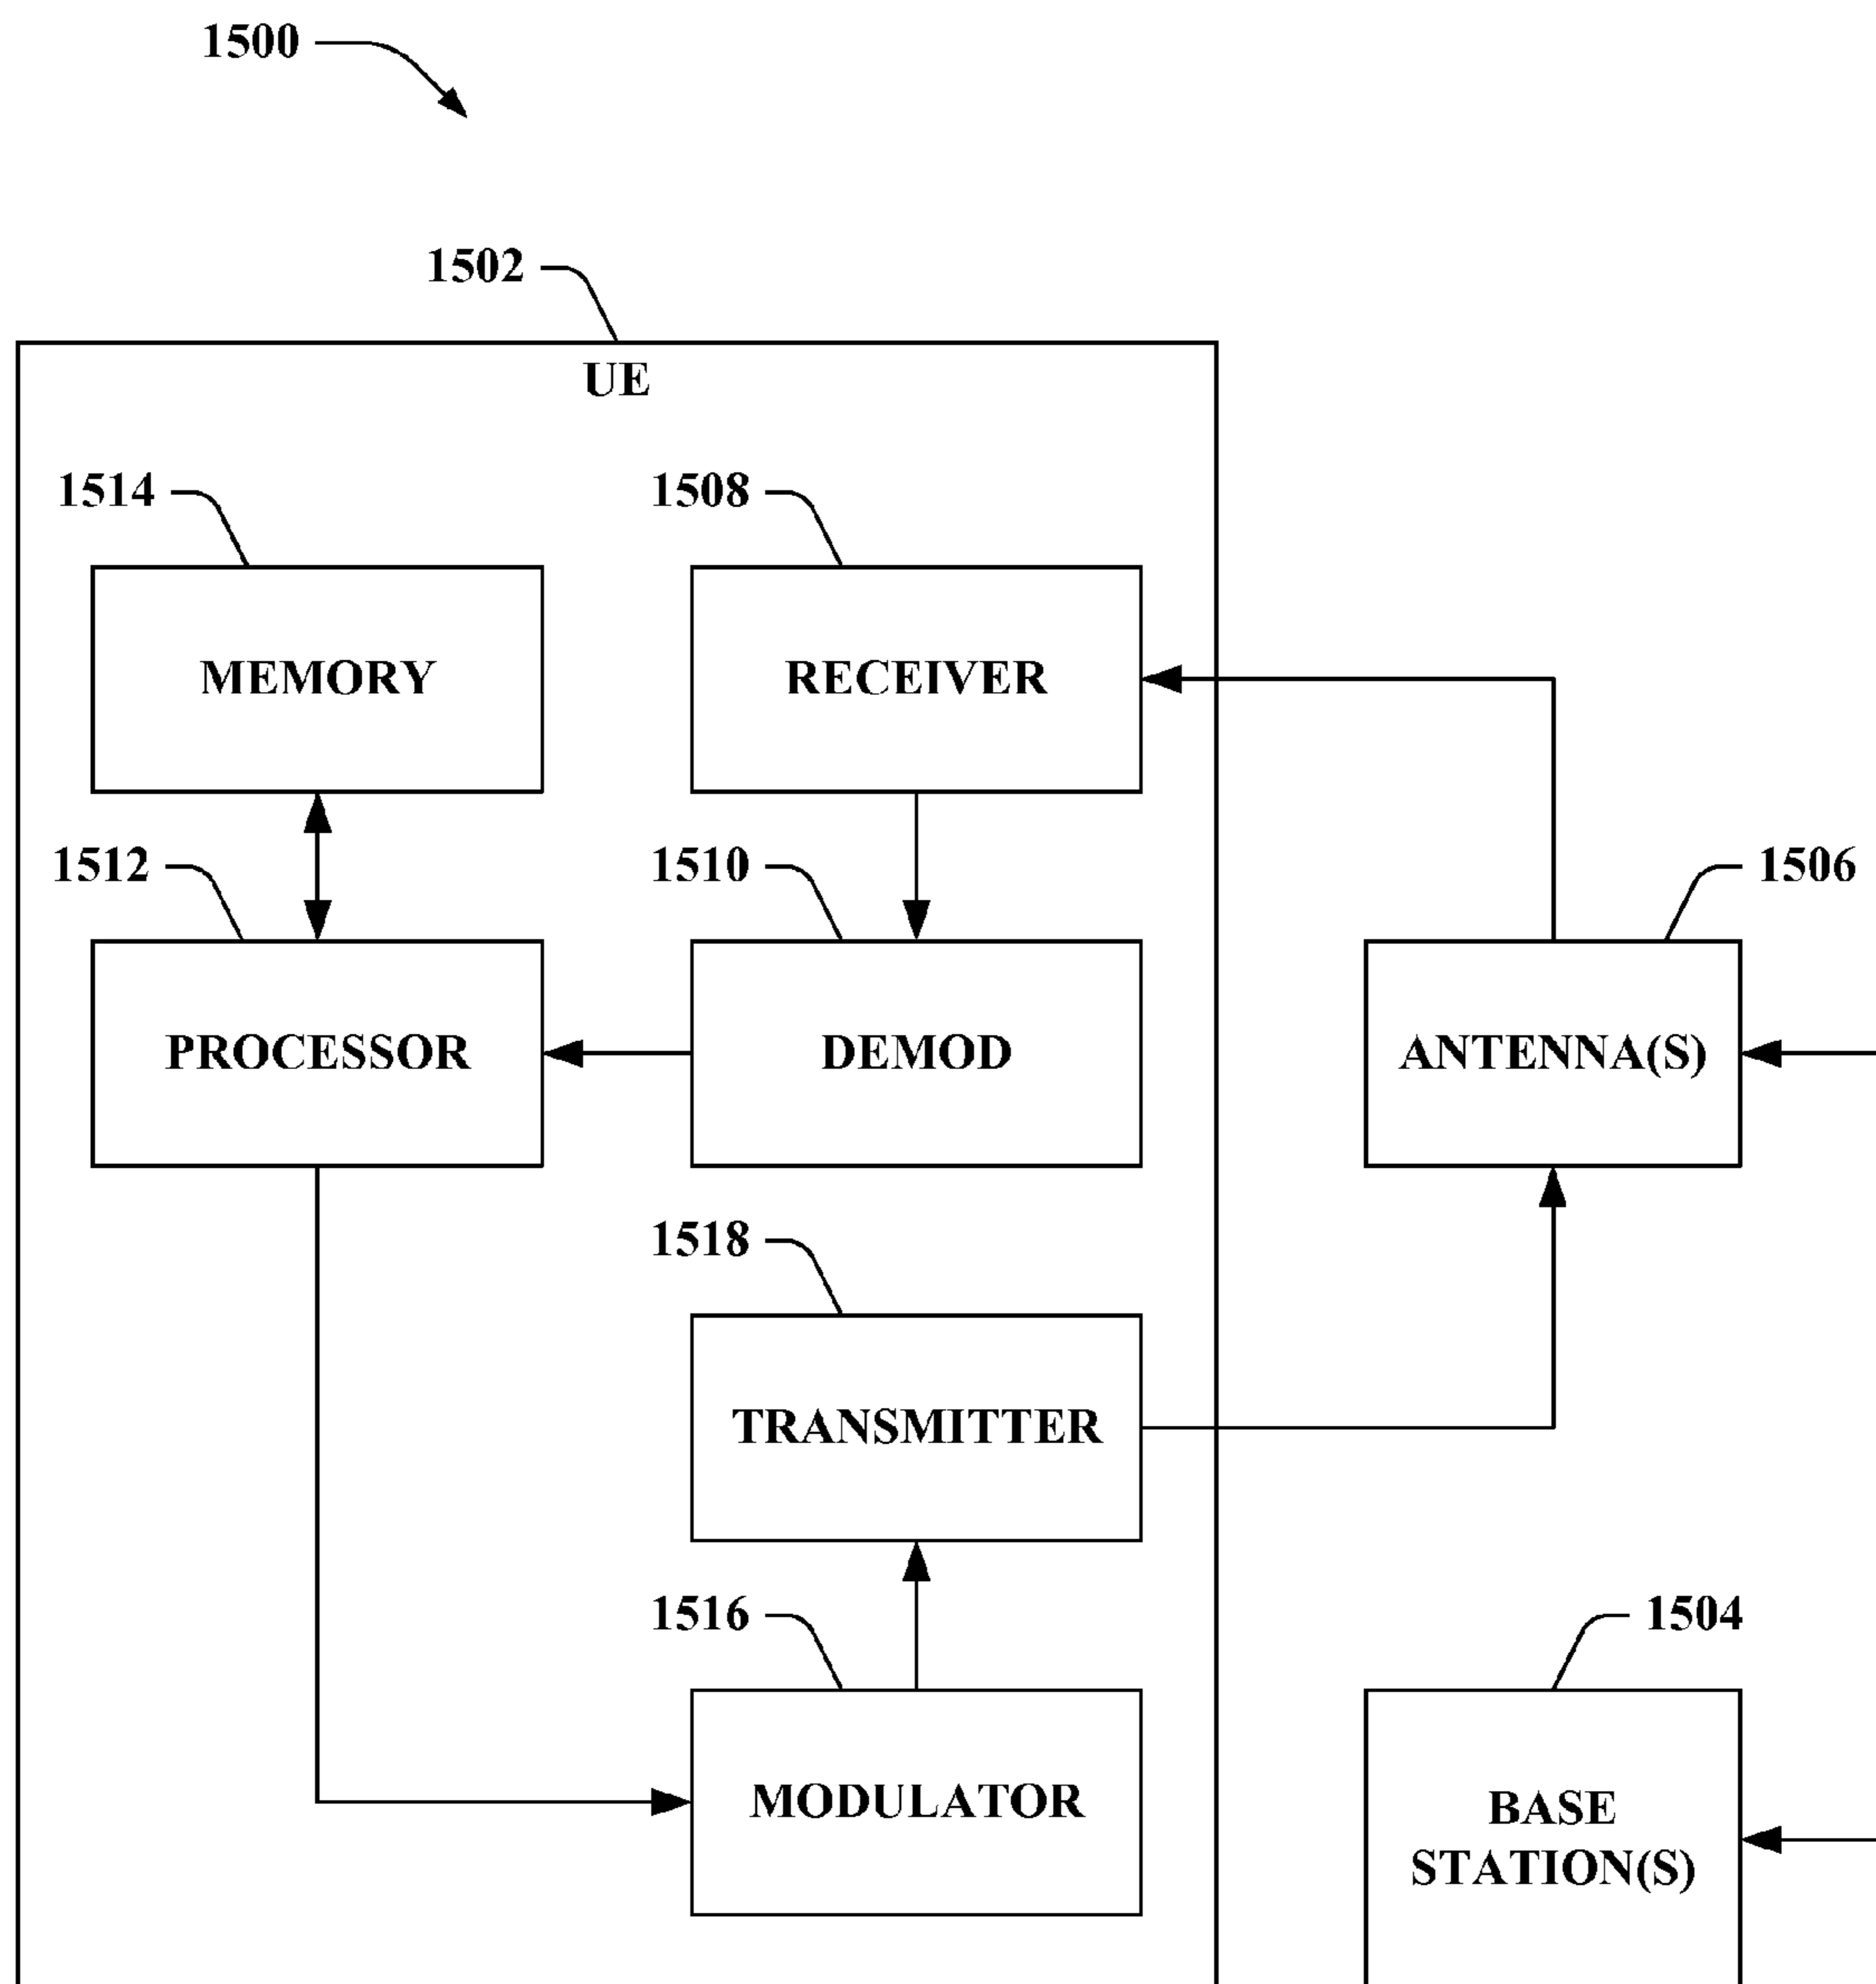 1500
1502
UE
1514
1508
MEMORY
RECEIVER
1512
1510
1506
PROCESSOR
DEMOD
ANTENNA(S)
1518
TRANSMITTER
1516
1504
MODULATOR
BASE
STATION(S)